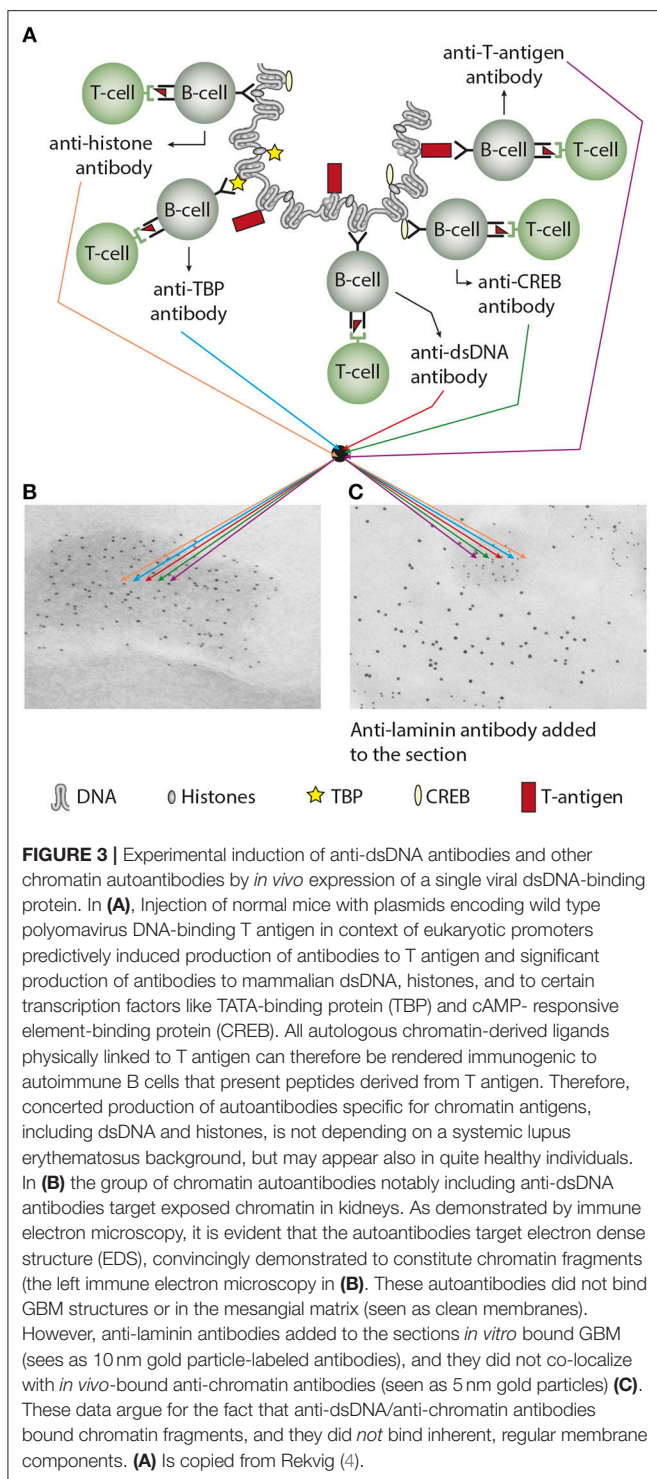 A
anti-T-antigen
antibody
T-cell
B-cell
B-cell
T-cell
anti-histone
antibody
B-cell
T-cell
B-cell
T-cell
anti-TBP
antibody
B-cell
anti-CREB
antibody
T-cell
anti-dsDNA
antibody
B
C
Anti-laminin antibody added
to the section
DNA
Histones
TBP
CREB
T-antigen
FIGURE 3 | Experimental induction of anti-dsDNA antibodies and other
chromatin autoantibodies by in vivo expression of a single viral dsDNA-binding
protein. In (A), Injection of normal mice with plasmids encoding wild type
polyomavirus DNA-binding T antigen in context of eukaryotic promoters
predictively induced production of antibodies to T antigen and significant
production of antibodies to mammalian dsDNA, histones, and to certain
transcription factors like TATA-binding protein (TBP) and cAMP- responsive
element-binding protein (CREB). All autologous chromatin-derived ligands
physically linked to T antigen can therefore be rendered immunogenic to
autoimmune B cells that present peptides derived from T antigen. Therefore,
concerted production of autoantibodies specific for chromatin antigens,
including dsDNA and histones, is not depending on a systemic lupus
erythematosus background, but may appear also in quite healthy individuals.
In (B) the group of chromatin autoantibodies notably including anti-dsDNA
antibodies target exposed chromatin in kidneys. As demonstrated by immune
electron microscopy, it is evident that the autoantibodies target electron dense
structure (EDS), convincingly demonstrated to constitute chromatin fragments
(the left immune electron microscopy in (B). These autoantibodies did not bind
GBM structures or in the mesangial matrix (seen as clean membranes).
However, anti-laminin antibodies added to the sections in vitro bound GBM
(sees as 10 nm gold particle-labeled antibodies), and they did not co-localize
with in vivo-bound anti-chromatin antibodies (seen as 5 nm gold particles) (C).
These data argue for the fact that anti-dsDNA/anti-chromatin antibodies
bound chromatin fragments, and they did not bind inherent, regular membrane
components. (A) Is copied from Rekvig (4).